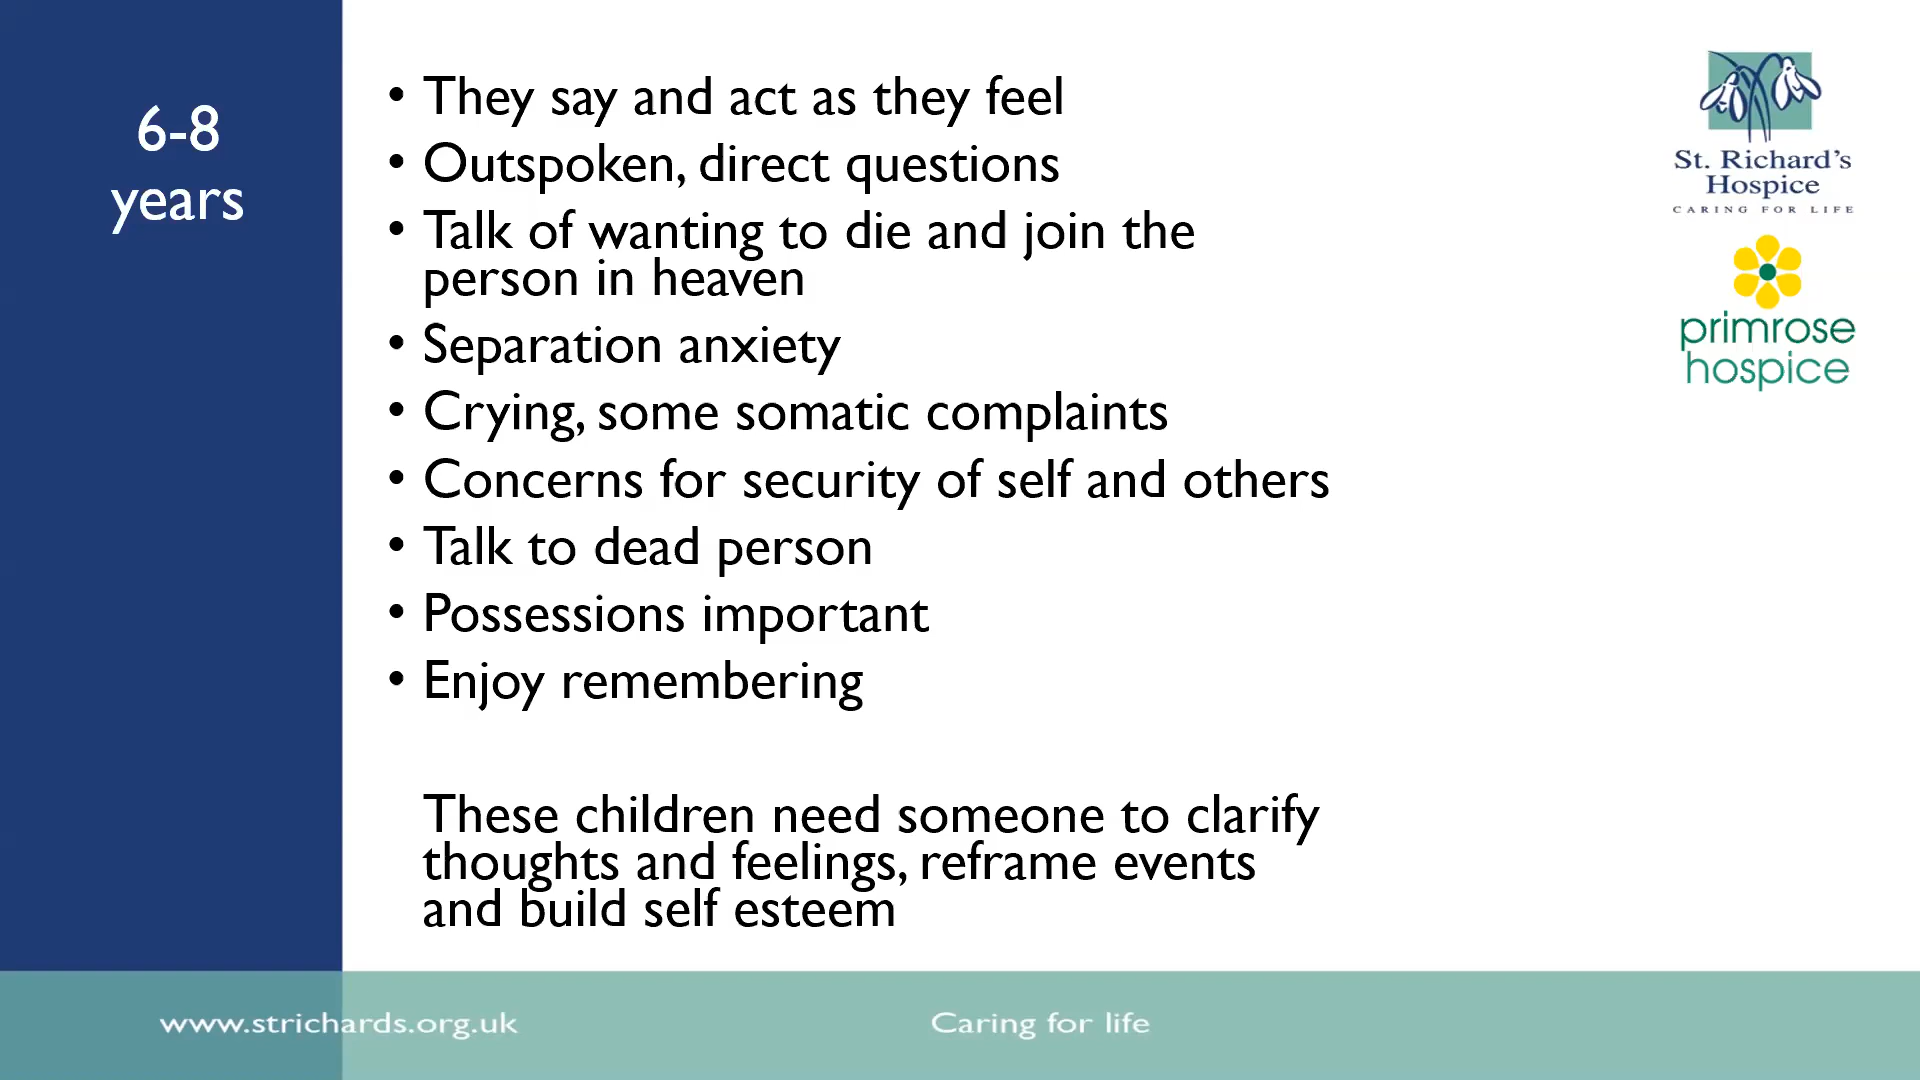 6-8
years
• They say and act as they feel
• Outspoken, direct questions
• Talk of wanting to die and join the
person in heaven
• Separation anxiety
• Crying, some somatic complaints
• Concerns for security of self and others
• Talk to dead person
• Possessions important
• Enjoy remembering
These children need someone to clarify
thoughts and feelings, reframe events
and build self esteem
St. Richard's
Hospice
CARING FOR LIFE
primrose
hospice
www.strichards.org.uk
Caring for life